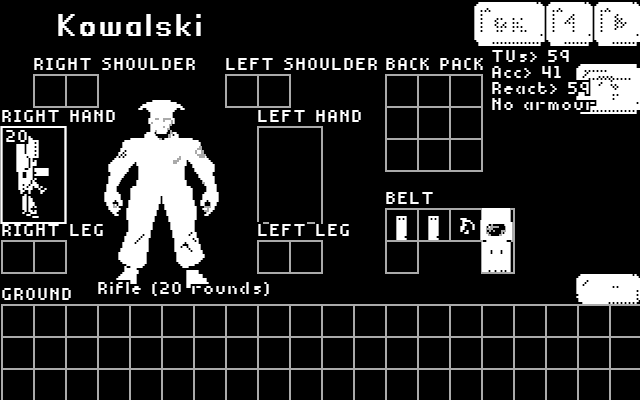 Kowalski
OK
RIGHT SHOULDER
LEFT SHOULDER
BACK PACK
TUs> 59
Acc> 41
React> 59
No armour
RIGHT HAND
20
LEFT HAND
BELT
RIGHT LEG
LEFT LEG
Rifle (20 rounds)
GROUND